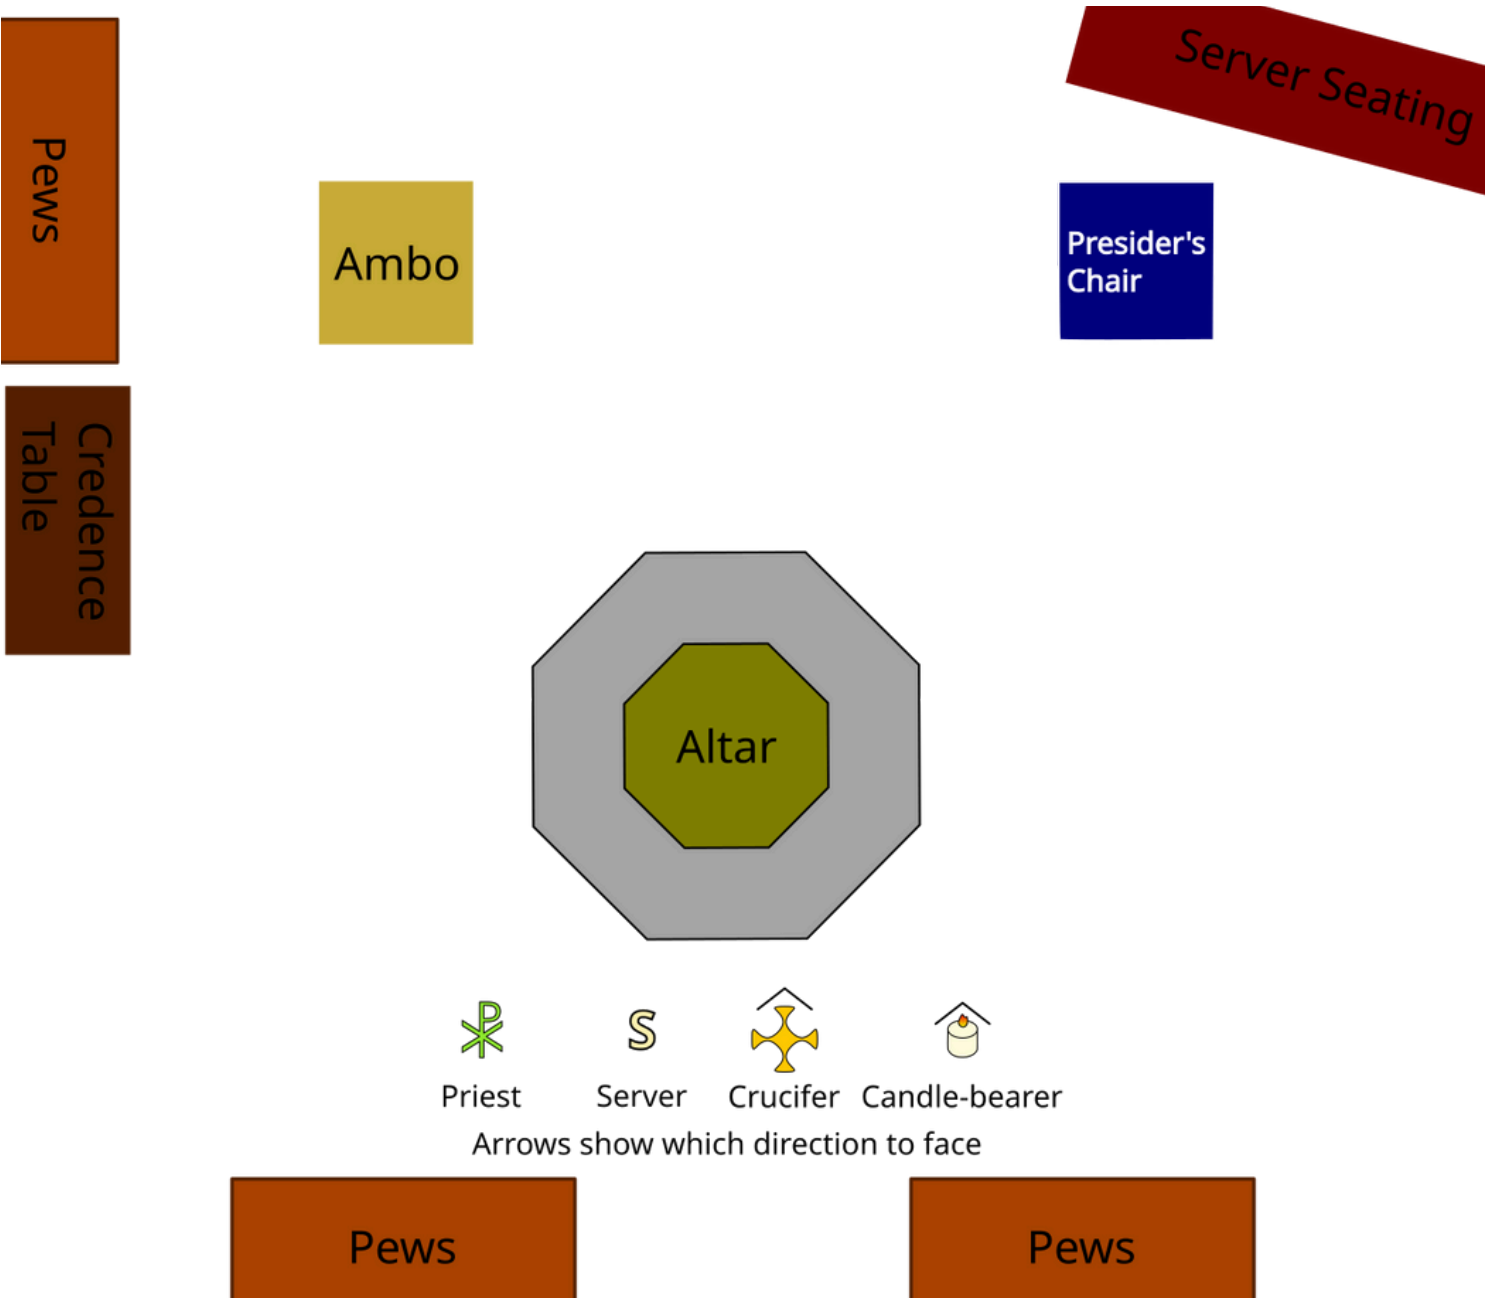 Server Seating
Pews
Ambo
Presider's
Chair
Credence
Table
Altar
Priest
Server
Crucifer
Candle-bearer
Arrows show which direction to face
Pews
Pews